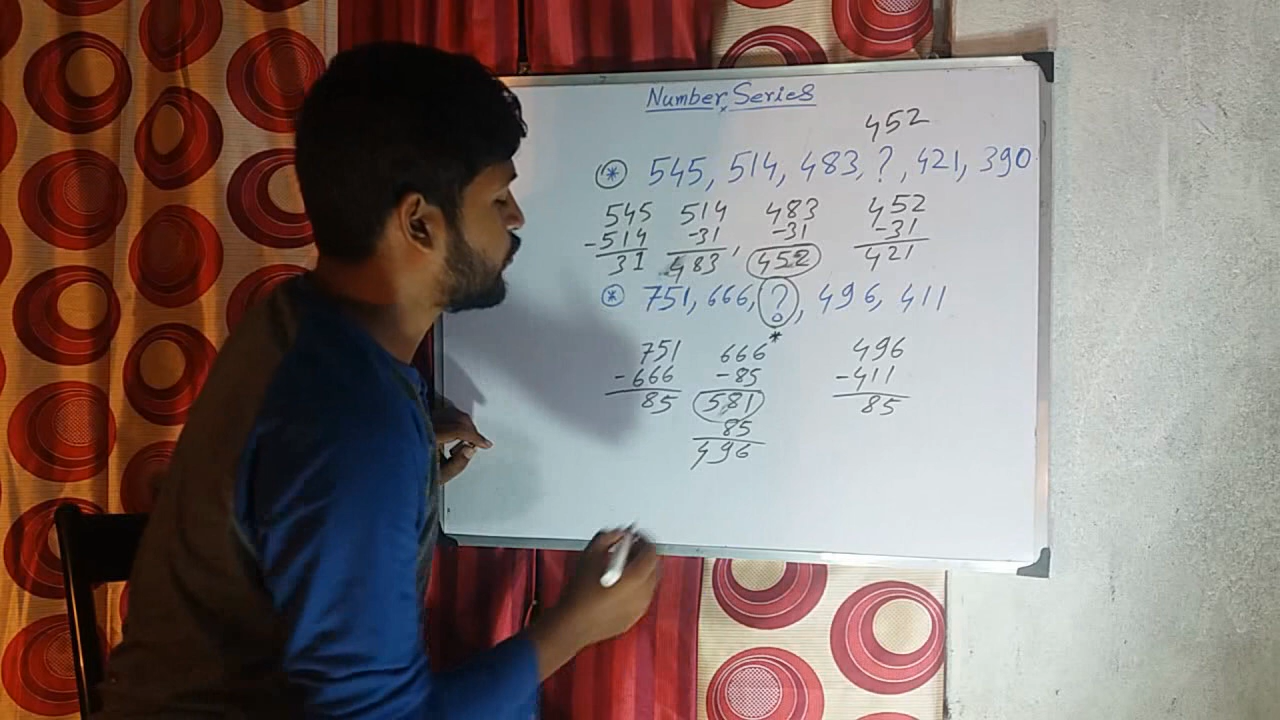 Number Series
452
* 545, 514, 483, ?, 421, 390
545 514 483 452
-514 -31 , -31 -31
31 483 452 421
* 751, 666, ?, 496, 411
*
751 666 496
-666 -85 -411
85 581 85
85
496